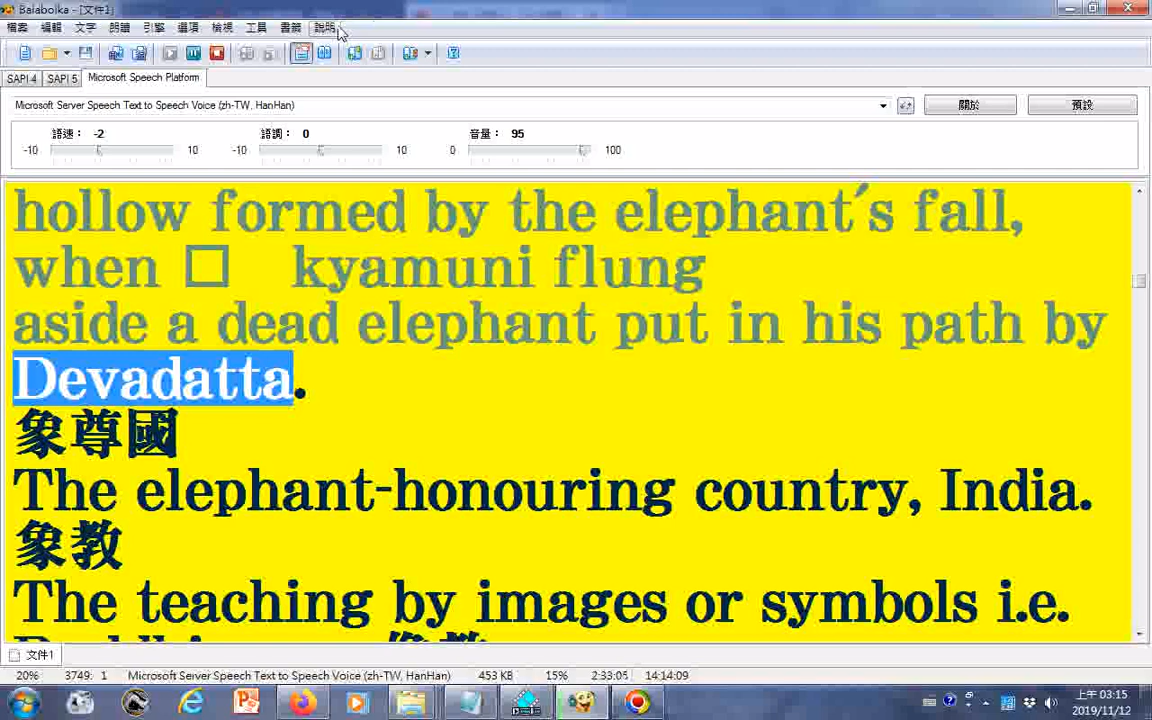 Balabolka - [文件1]
檔案 編輯 文字 朗讀 引擎 選項 檢視 工具 書籤 說明
SAPI 4 SAPI 5 Microsoft Speech Platform
Microsoft Server Speech Text to Speech Voice (zh-TW, HanHan) 關於 預設
語速： -2 語調： 0 音量： 95
-10 10 -10 10 0 100
hollow formed by the elephant's fall,
when □ kyamuni flung
aside a dead elephant put in his path by
Devadatta.
象尊國
The elephant-honouring country, India.
象教
The teaching by images or symbols i.e.
文件1
20% 3749: 1 Microsoft Server Speech Text to Speech Voice (zh-TW, HanHan) 453 KB 15% 2:33:05 14:14:09
上午 03:15
2019/11/12